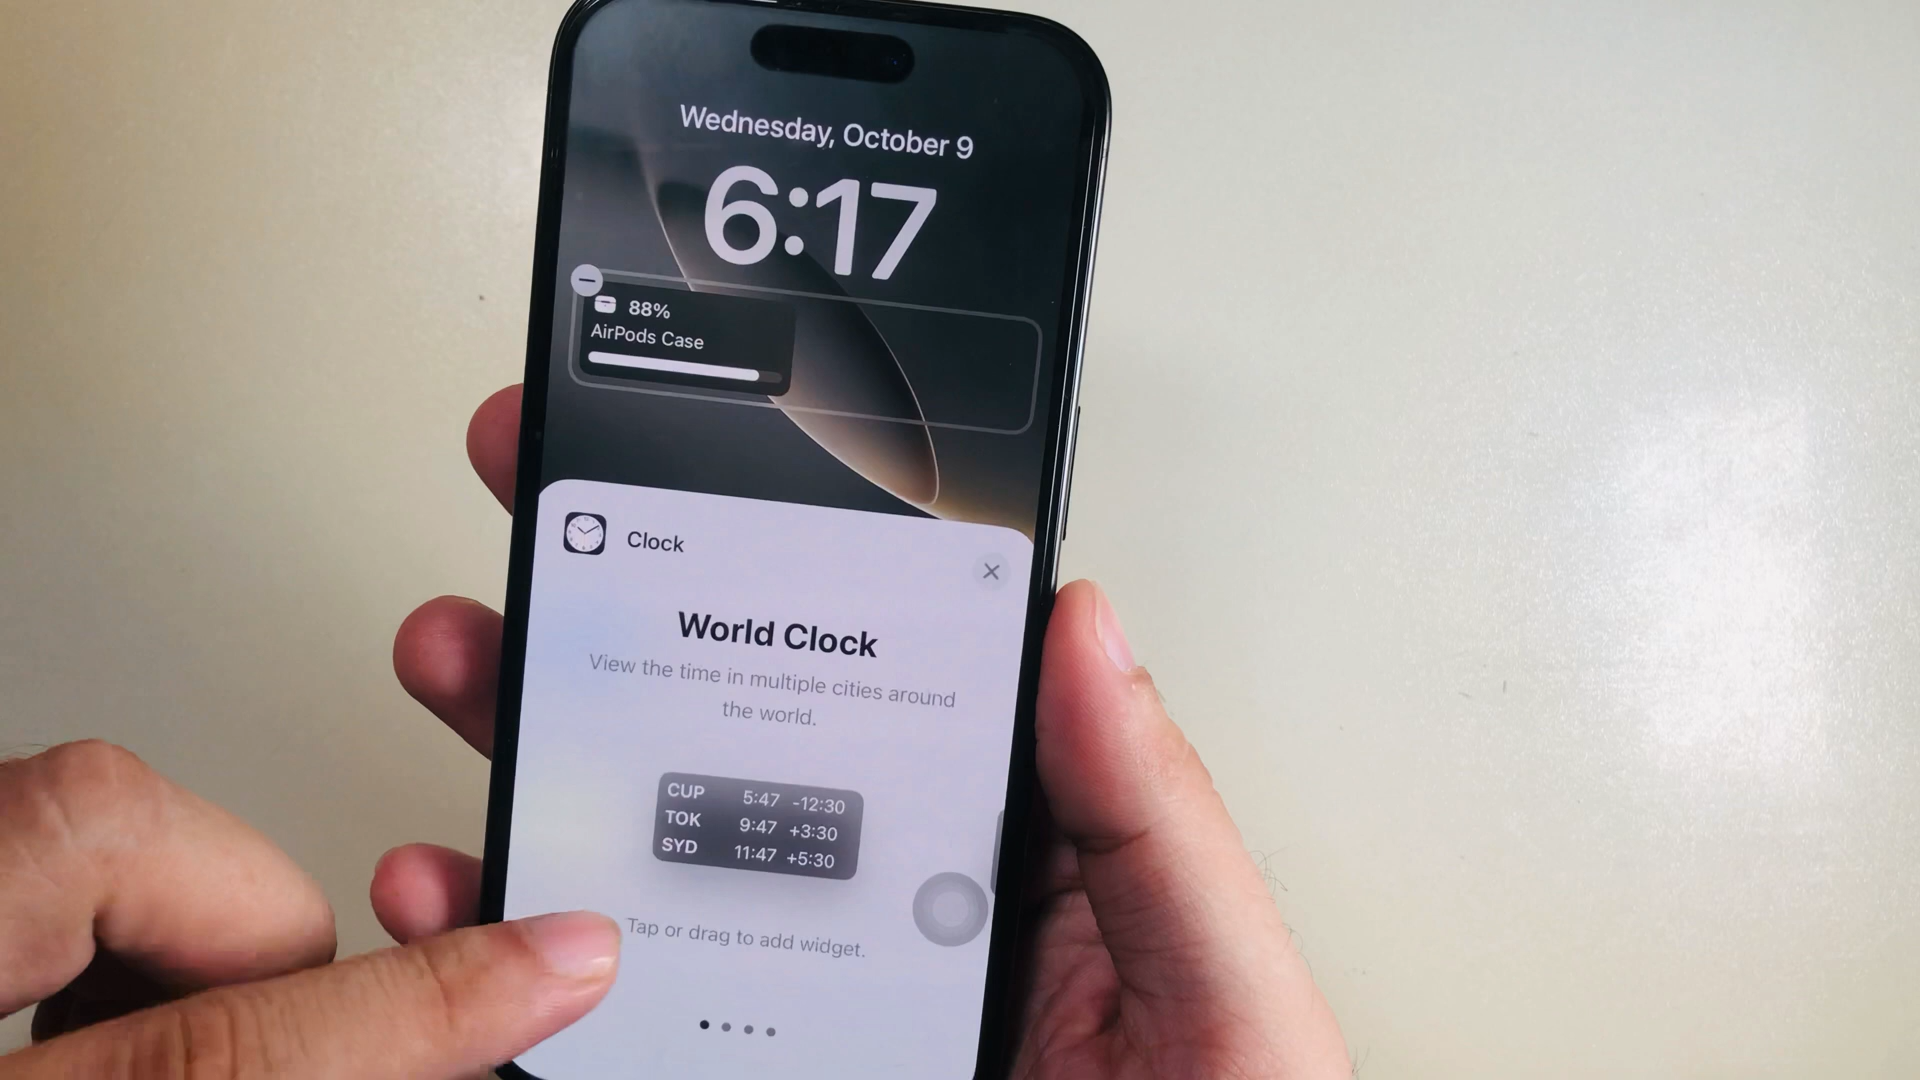 Wednesday, October 9
6:17
88%
AirPods Case
Clock
World Clock
View the time in multiple cities around
the world.
CUP 5:47 -12:30
TOK 9:47 +3:30
SYD 11:47 +5:30
Tap or drag to add widget.